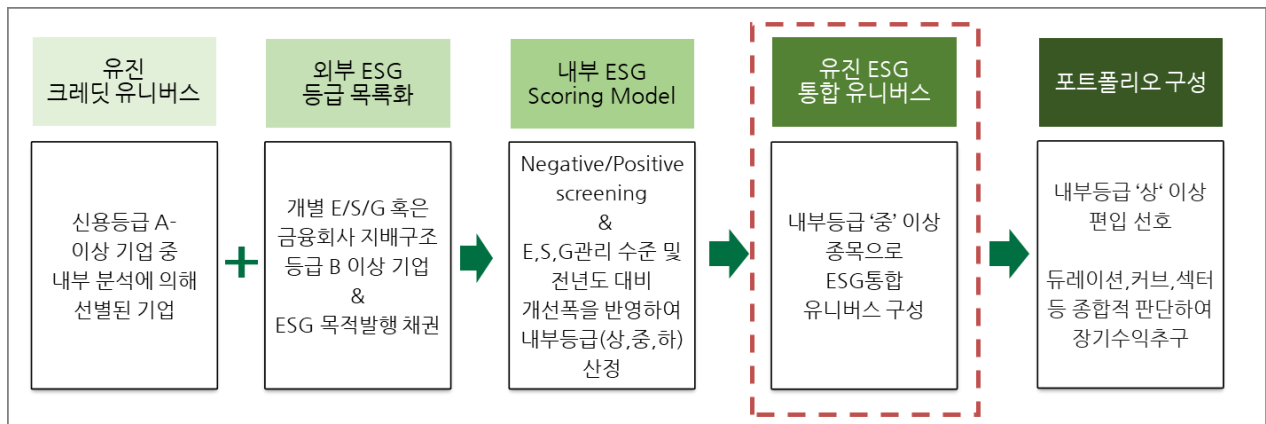 유진
크레딧 유니버스
외부 ESG
등급 목록화
내부 ESG
Scoring Model
유진 ESG
통합 유니버스
포트폴리오 구성
신용등급 A-
이상 기업 중
내부 분석에 의해
선별된 기업
+
개별 E/S/G 혹은
금융회사 지배구조
등급 B 이상 기업
&
ESG 목적발행 채권
Negative/Positive
screening
&
E,S,G관리 수준 및
전년도 대비
개선폭을 반영하여
내부등급(상,중,하)
산정
내부등급 ‘중’ 이상
종목으로
ESG통합
유니버스 구성
내부등급 ‘상‘ 이상
편입 선호
듀레이션,커브,섹터
등 종합적 판단하여
장기수익추구